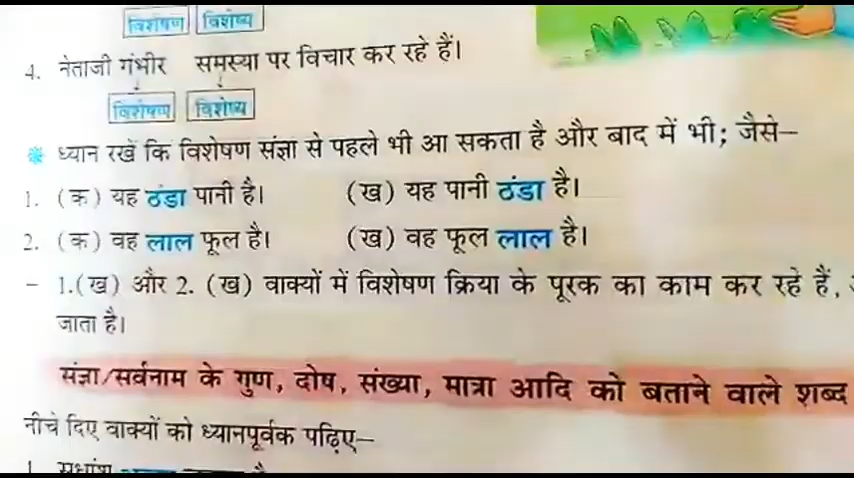 विशेषण विशेष्य
4. नेताजी गंभीर समस्या पर विचार कर रहे हैं।
विशेषण विशेष्य
* ध्यान रखें कि विशेषण संज्ञा से पहले भी आ सकता है और बाद में भी; जैसे–
1. (क) यह ठंडा पानी है। (ख) यह पानी ठंडा है।
2. (क) वह लाल फूल है। (ख) वह फूल लाल है।
– 1.(ख) और 2. (ख) वाक्यों में विशेषण क्रिया के पूरक का काम कर रहे हैं,
जाता है।
संज्ञा/सर्वनाम के गुण, दोष, संख्या, मात्रा आदि को बताने वाले शब्द
नीचे दिए वाक्यों को ध्यानपूर्वक पढ़िए–
1.